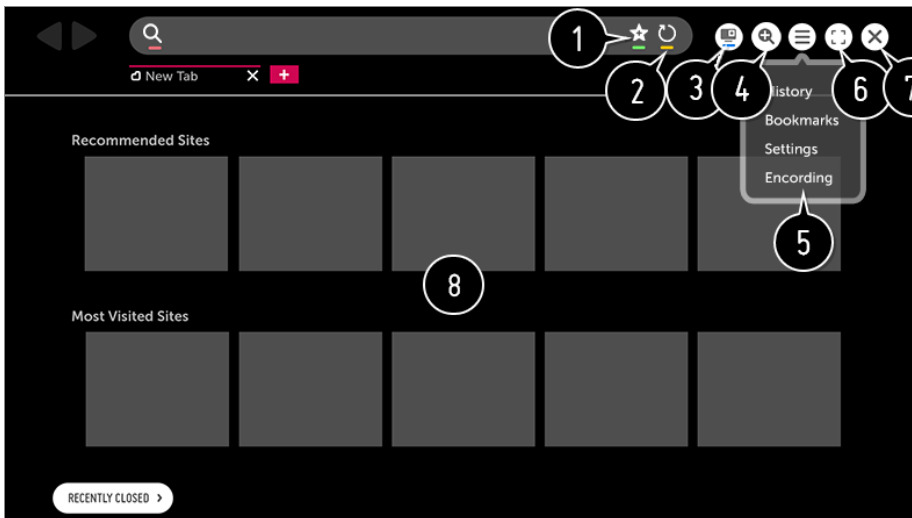 1
New Tab
2
3
4
6
7
History
Bookmarks
Recommended Sites
Settings
Encording
5
8
Most Visited Sites
RECENTLY CLOSED